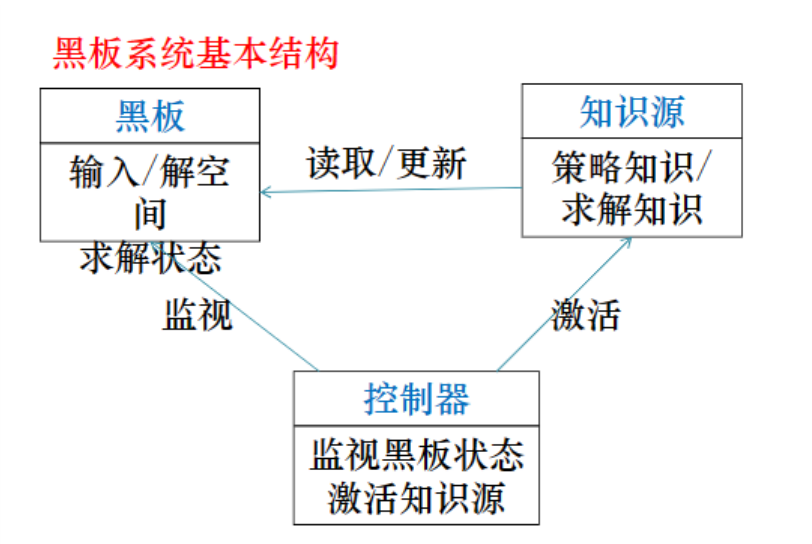 黑板系统基本结构
黑板
输入/解空
间
求解状态
读取/更新
知识源
策略知识/
求解知识
监视
激活
控制器
监视黑板状态
激活知识源